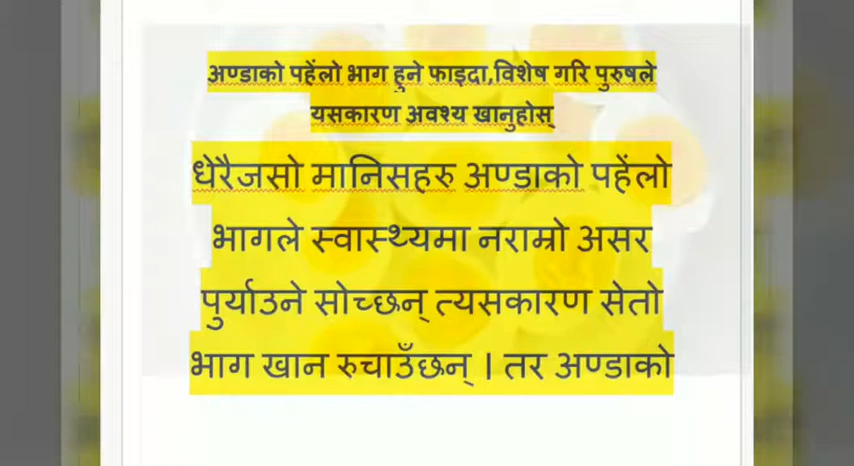 अण्डाको पहेंलो भाग हुने फाइदा,विशेष गरि पुरुषले
यसकारण अवश्य खानुहोस्
धेरैजसो मानिसहरु अण्डाको पहेंलो
भागले स्वास्थ्यमा नराम्रो असर
पुर्याउने सोच्छन् त्यसकारण सेतो
भाग खान रुचाउँछन् । तर अण्डाको